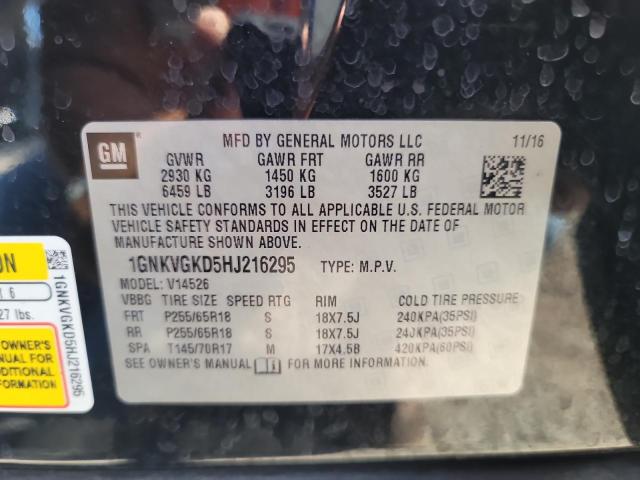 GM
MFD BY GENERAL MOTORS LLC 11/16
GVWR GAWR FRT GAWR RR
2930 KG 1450 KG 1600 KG
6459 LB 3196 LB 3527 LB
THIS VEHICLE CONFORMS TO ALL APPLICABLE U.S. FEDERAL MOTOR
VEHICLE SAFETY STANDARDS IN EFFECT ON THE DATE OF
MANUFACTURE SHOWN ABOVE.
1GNKVGKD5HJ216295 TYPE: M.P.V.
MODEL: V14526
VBBG TIRE SIZE SPEED RTG RIM COLD TIRE PRESSURE
FRT P255/65R18 S 18X7.5J 240KPA(35PSI)
RR P255/65R18 S 18X7.5J 240KPA(35PSI)
SPA T145/70R17 M 17X4.5B 420KPA(60PSI)
SEE OWNER'S MANUAL FOR MORE INFORMATION.
ON
6
27 lbs.
OWNER'S
MANUAL FOR
ADDITIONAL
FORMATION
1GNKVGKD5HJ216295